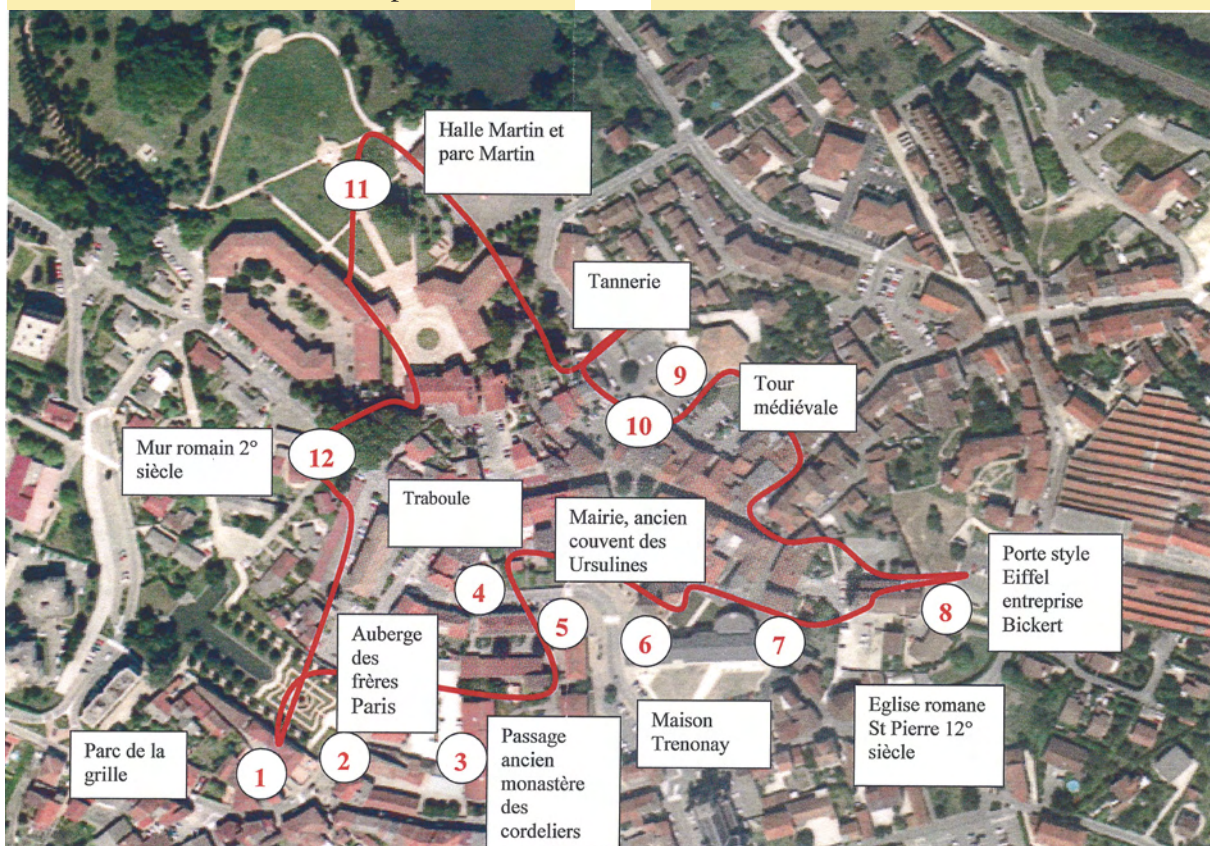 Halle Martin et
parc Martin
11
Tannerie
9
Tour
médiévale
10
Mur romain 2°
siècle
12
Traboule
Mairie, ancien
couvent des
Ursulines
Porte style
Eiffel
entreprise
Bickert
4
5
6
7
8
Auberge
des
frères
Paris
Parc de la
grille
1
2
3
Passage
ancien
monastère
des
cordeliers
Maison
Trenonay
Eglise romane
St Pierre 12°
siècle